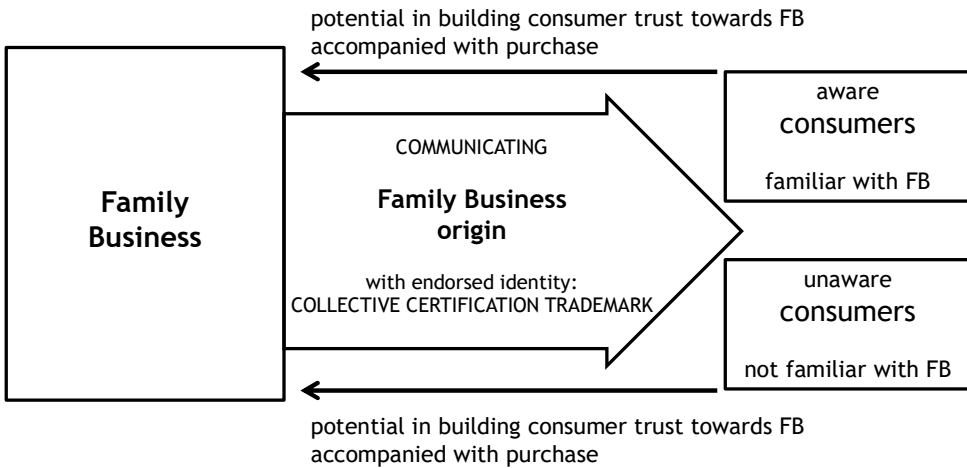 potential in building consumer trust towards FB
accompanied with purchase
Family
Business
COMMUNICATING
Family Business
origin
with endorsed identity:
COLLECTIVE CERTIFICATION TRADEMARK
aware
consumers
familiar with FB
unaware
consumers
not familiar with FB
potential in building consumer trust towards FB
accompanied with purchase